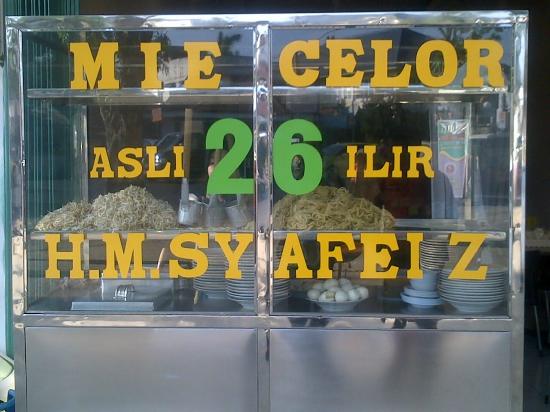 MIE CELOR
ASLI 26 ILIR
H.M.SYAFEI Z